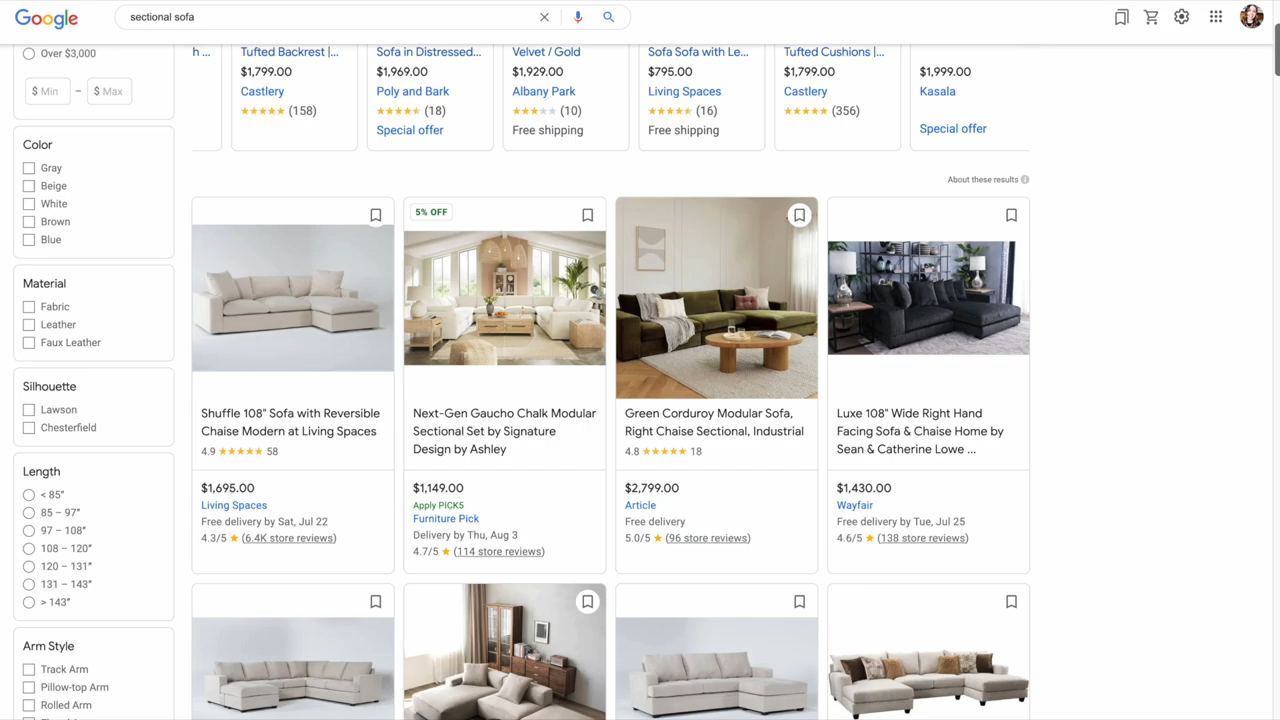 Google
sectional sofa
Over $3,000
$ Min – $ Max
Color
Gray
Beige
White
Brown
Blue
Material
Fabric
Leather
Faux Leather
Silhouette
Lawson
Chesterfield
Length
< 85"
85 – 97"
97 – 108"
108 – 120"
120 – 131"
131 – 143"
> 143"
Arm Style
Track Arm
Pillow-top Arm
Rolled Arm
h ...
Tufted Backrest |...
$1,799.00
Castlery
(158)
Sofa in Distressed...
$1,969.00
Poly and Bark
(18)
Special offer
Velvet / Gold
$1,929.00
Albany Park
(10)
Free shipping
Sofa Sofa with Le...
$795.00
Living Spaces
(16)
Free shipping
Tufted Cushions |...
$1,799.00
Castlery
(356)
$1,999.00
Kasala
Special offer
About these results
Shuffle 108" Sofa with Reversible
Chaise Modern at Living Spaces
4.9 ★★★★★ 58
$1,695.00
Living Spaces
Free delivery by Sat, Jul 22
4.3/5 ★ (6.4K store reviews)
5% OFF
Next-Gen Gaucho Chalk Modular
Sectional Set by Signature
Design by Ashley
$1,149.00
Apply PICK5
Furniture Pick
Delivery by Thu, Aug 3
4.7/5 ★ (114 store reviews)
Green Corduroy Modular Sofa,
Right Chaise Sectional, Industrial
4.8 ★★★★★ 18
$2,799.00
Article
Free delivery
5.0/5 ★ (96 store reviews)
Luxe 108" Wide Right Hand
Facing Sofa & Chaise Home by
Sean & Catherine Lowe ...
$1,430.00
Wayfair
Free delivery by Tue, Jul 25
4.6/5 ★ (138 store reviews)